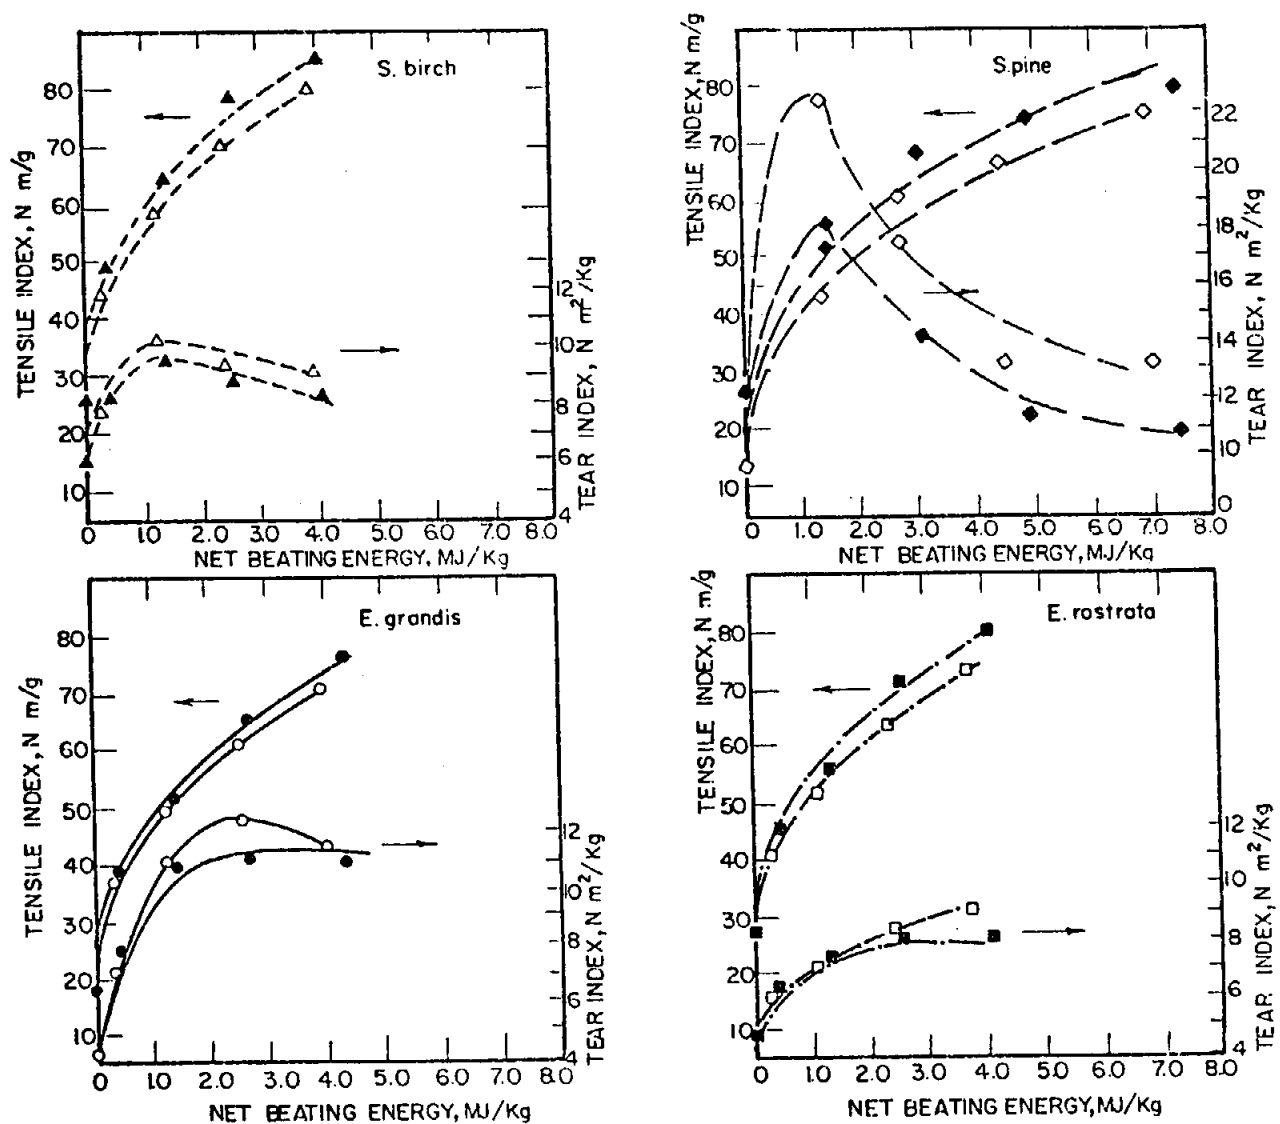 S. birch
TENSILE INDEX, N m/g
80
70
60
50
40
30
20
10
12
10
8
6
4
TEAR INDEX, N m²/Kg
0 1.0 2.0 3.0 4.0 5.0 6.0 7.0 8.0
NET BEATING ENERGY, MJ/Kg
S. pine
TENSILE INDEX, N m/g
80
70
60
50
40
30
20
10
22
20
18
16
14
12
10
0
TEAR INDEX, N m²/Kg
0 1.0 2.0 3.0 4.0 5.0 6.0 7.0 8.0
NET BEATING ENERGY, MJ/Kg
E. grandis
TENSILE INDEX, N m/g
80
70
60
50
40
30
20
10
12
10
8
6
4
TEAR INDEX, N m²/Kg
0 1.0 2.0 3.0 4.0 5.0 6.0 7.0 8.0
NET BEATING ENERGY, MJ/Kg
E. rostrata
TENSILE INDEX, N m/g
80
70
60
50
40
30
20
10
12
10
8
6
4
TEAR INDEX, N m²/Kg
0 1.0 2.0 3.0 4.0 5.0 6.0 7.0 8.0
NET BEATING ENERGY, MJ/Kg